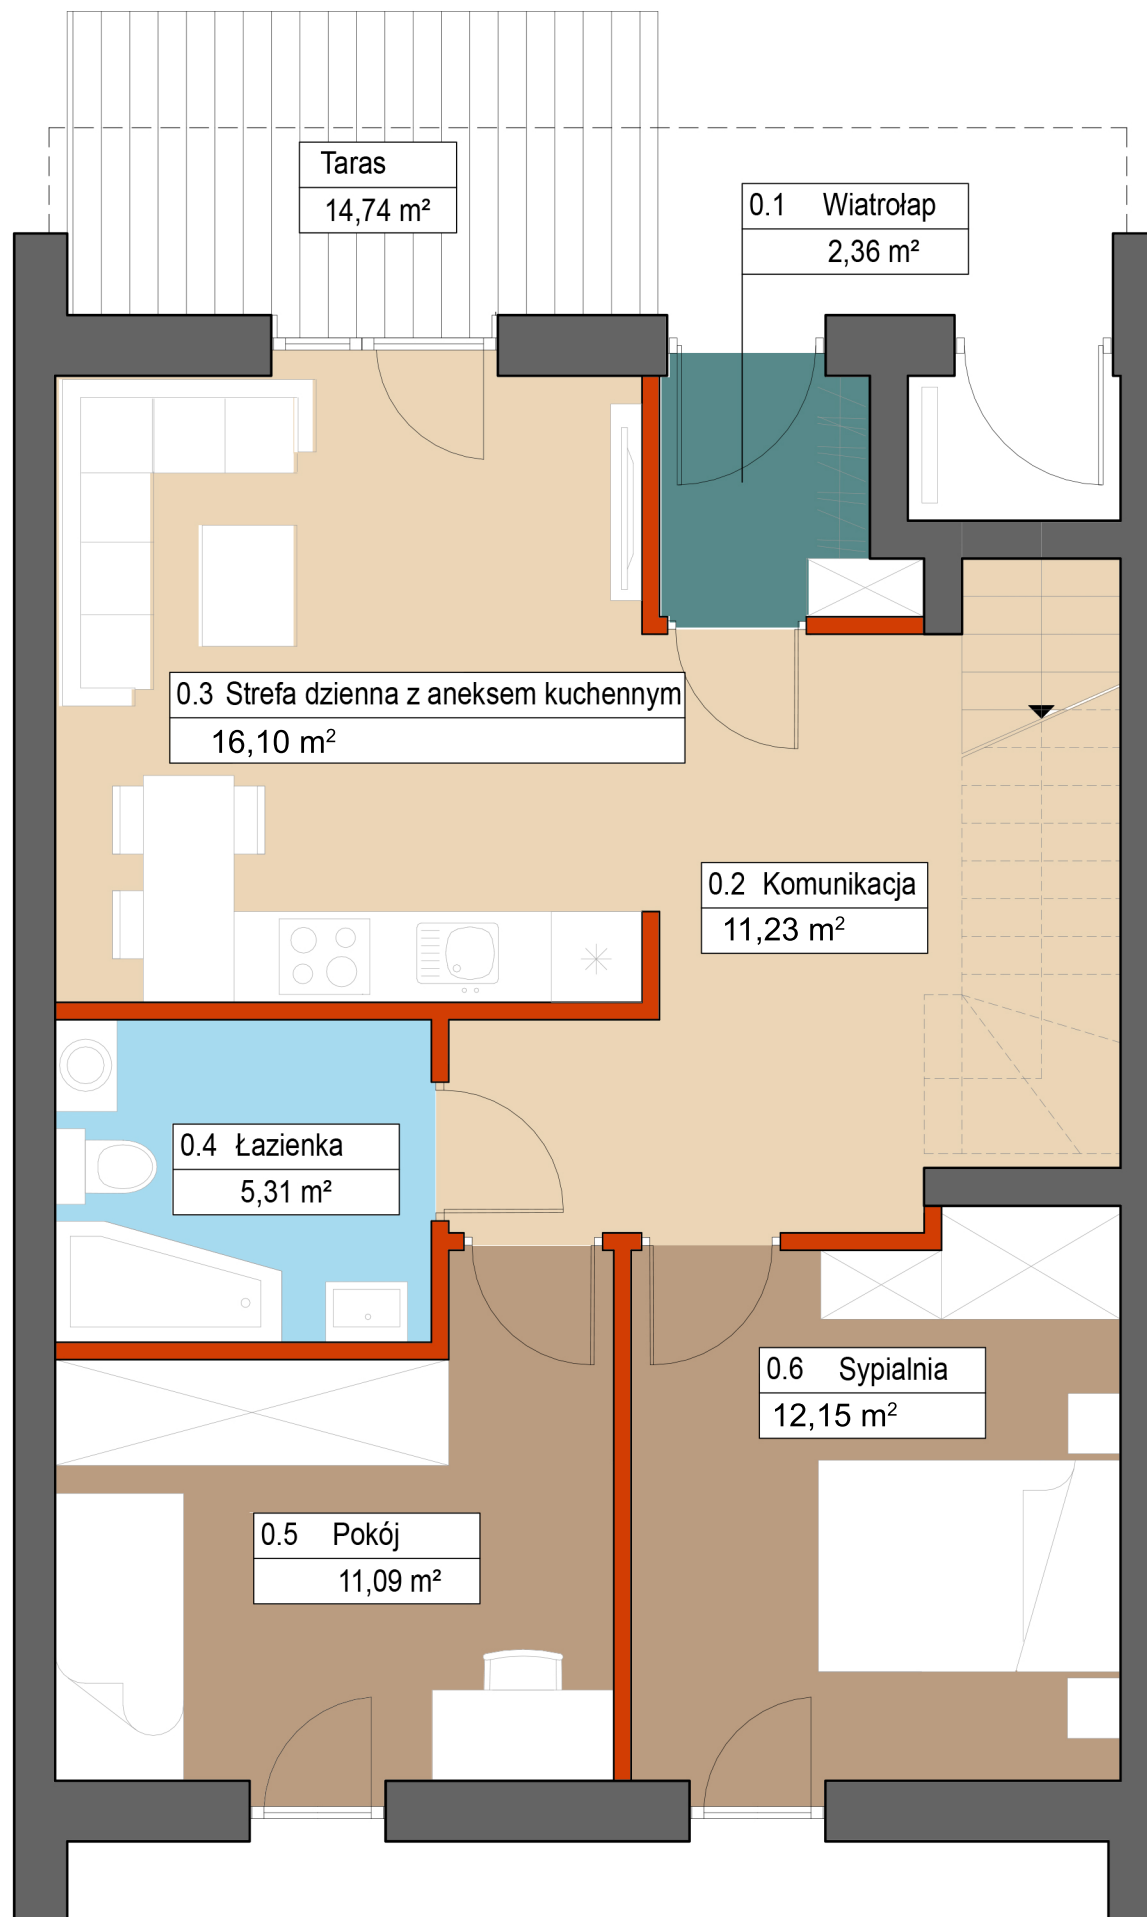 Taras
14,74 m²
0.1 Wiatrołap
2,36 m²
0.3 Strefa dzienna z aneksem kuchennym
16,10 m²
0.2 Komunikacja
11,23 m²
0.4 Łazienka
5,31 m²
0.6 Sypialnia
12,15 m²
0.5 Pokój
11,09 m²